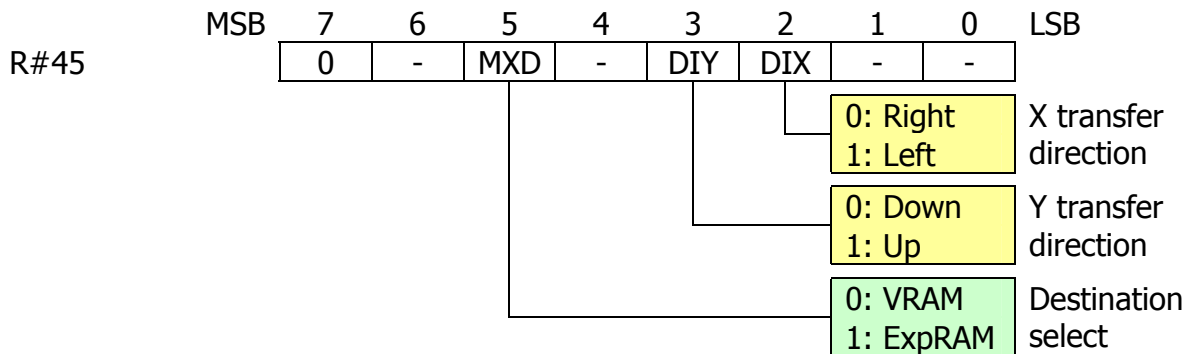 MSB 7 6 5 4 3 2 1 0 LSB
R#45 0 - MXD - DIY DIX - -
0: Right X transfer
1: Left direction
0: Down Y transfer
1: Up direction
0: VRAM Destination
1: ExpRAM select